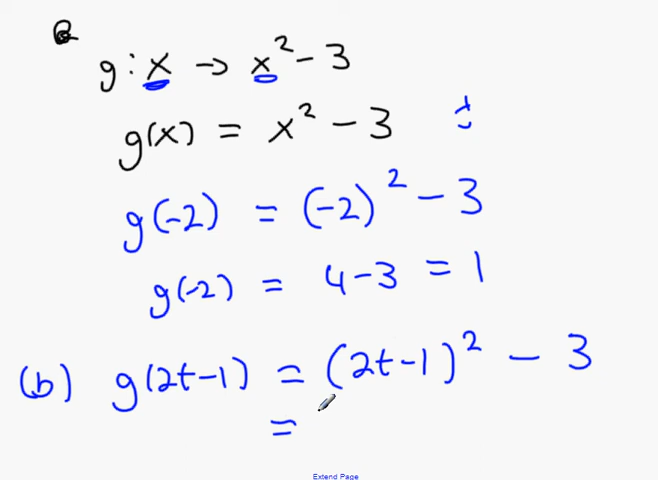 g : x → x² - 3
g(x) = x² - 3
g(-2) = (-2)² - 3
g(-2) = 4 - 3 = 1
(b) g(2t-1) = (2t-1)² - 3
=
Extend Page